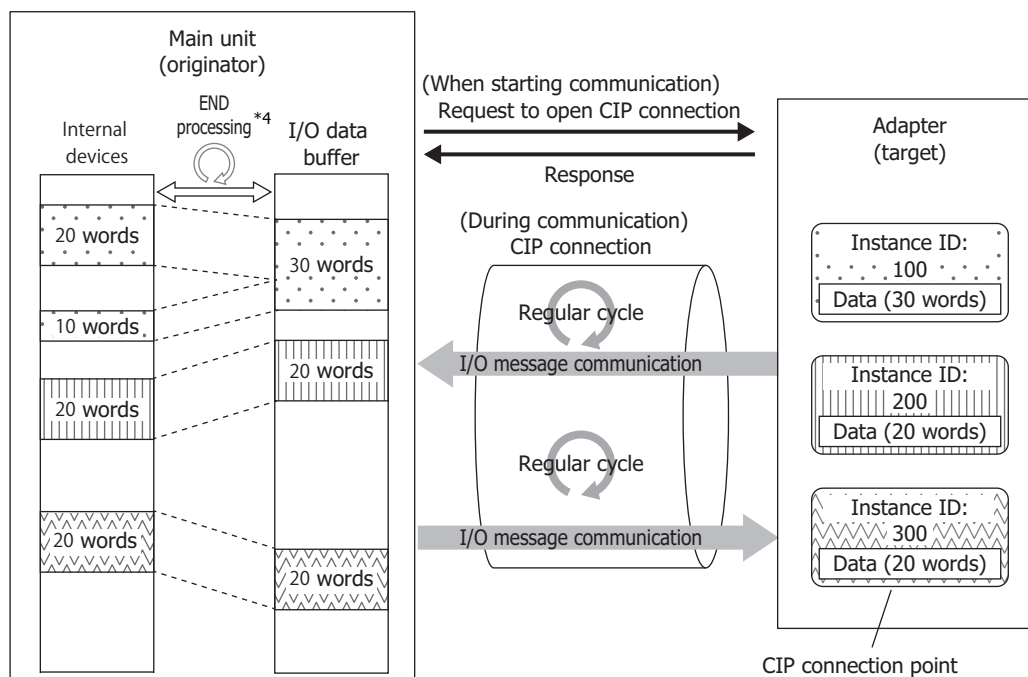 Main unit
(originator)
END
processing*4
Internal
devices
I/O data
buffer
20 words
10 words
20 words
20 words
30 words
20 words
20 words
(When starting communication)
Request to open CIP connection
Response
(During communication)
CIP connection
Regular cycle
I/O message communication
Regular cycle
I/O message communication
Adapter
(target)
Instance ID:
100
Data (30 words)
Instance ID:
200
Data (20 words)
Instance ID:
300
Data (20 words)
CIP connection point